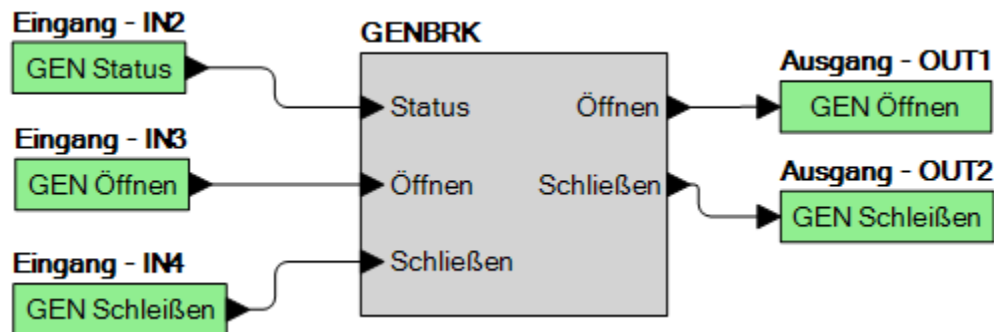 Eingang - IN2
GEN Status
Eingang - IN3
GEN Öffnen
Eingang - IN4
GEN Schleißen
GENBRK
Status
Öffnen
Schließen
Öffnen
Schließen
Ausgang - OUT1
GEN Öffnen
Ausgang - OUT2
GEN Schleißen